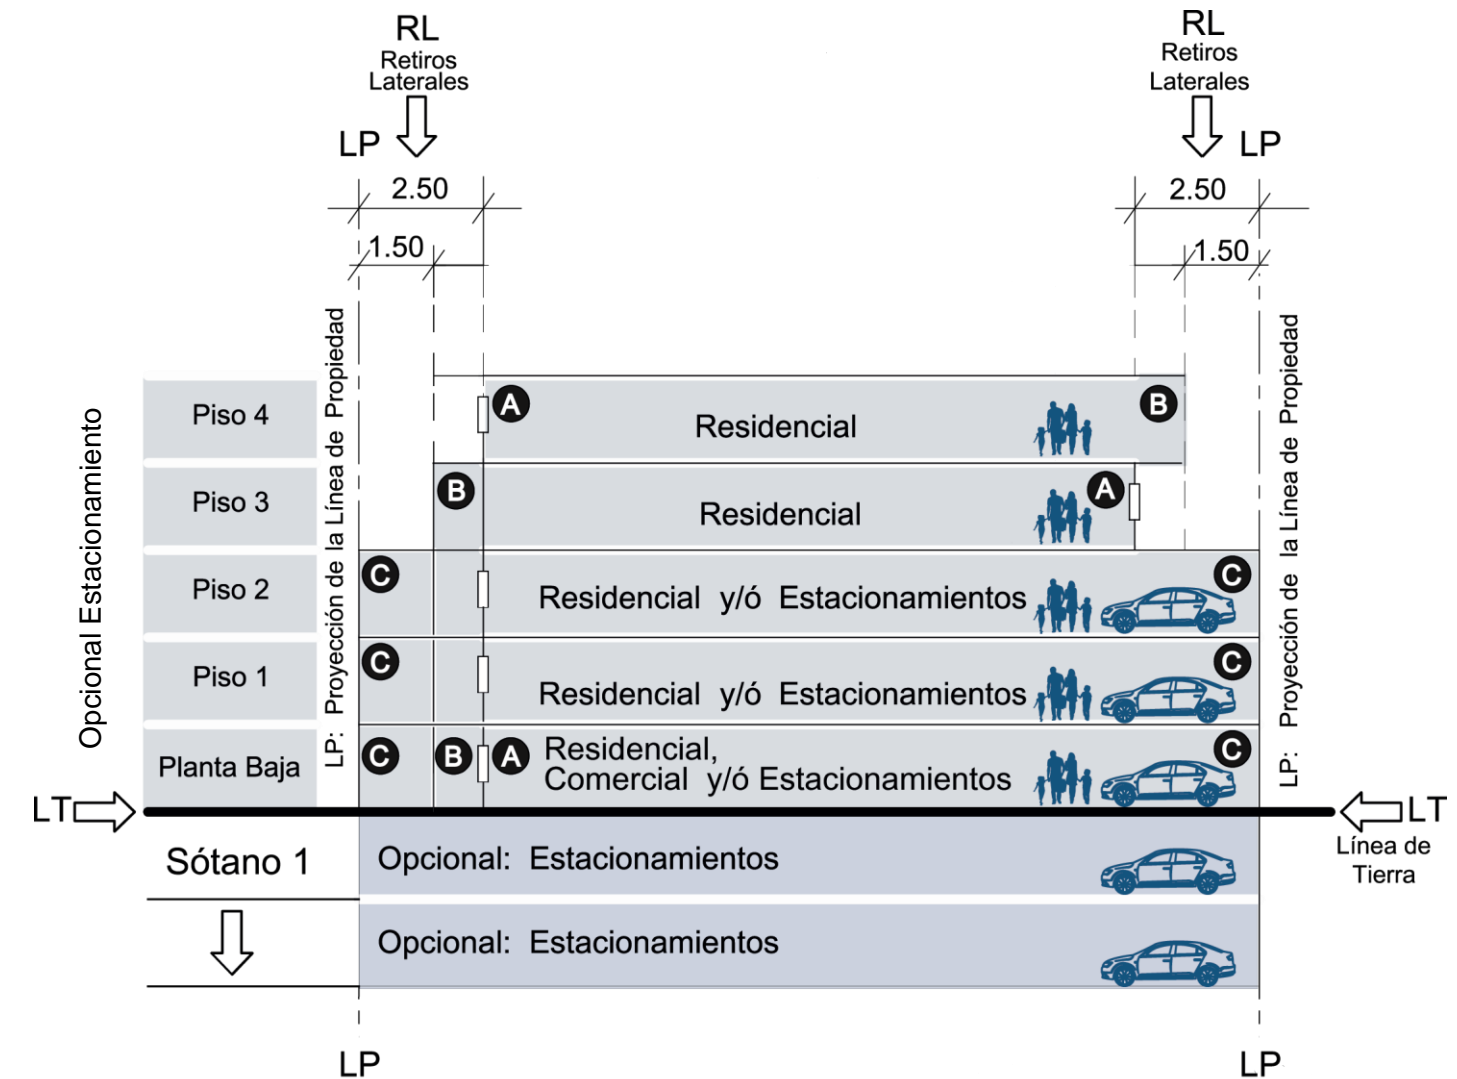 RL
Retiros
Laterales
LP
2.50
1.50
RL
Retiros
Laterales
LP
2.50
1.50
Opcional Estacionamiento
LP: Proyección de la Línea de Propiedad
LP: Proyección de la Línea de Propiedad
Piso 4
A
Residencial
B
Piso 3
B
Residencial
A
Piso 2
C
Residencial y/ó Estacionamientos
C
Piso 1
C
Residencial y/ó Estacionamientos
C
Planta Baja
C
B
A
Residencial,
Comercial y/ó Estacionamientos
C
LT
LT
Línea de
Tierra
Sótano 1
Opcional: Estacionamientos
Opcional: Estacionamientos
LP
LP